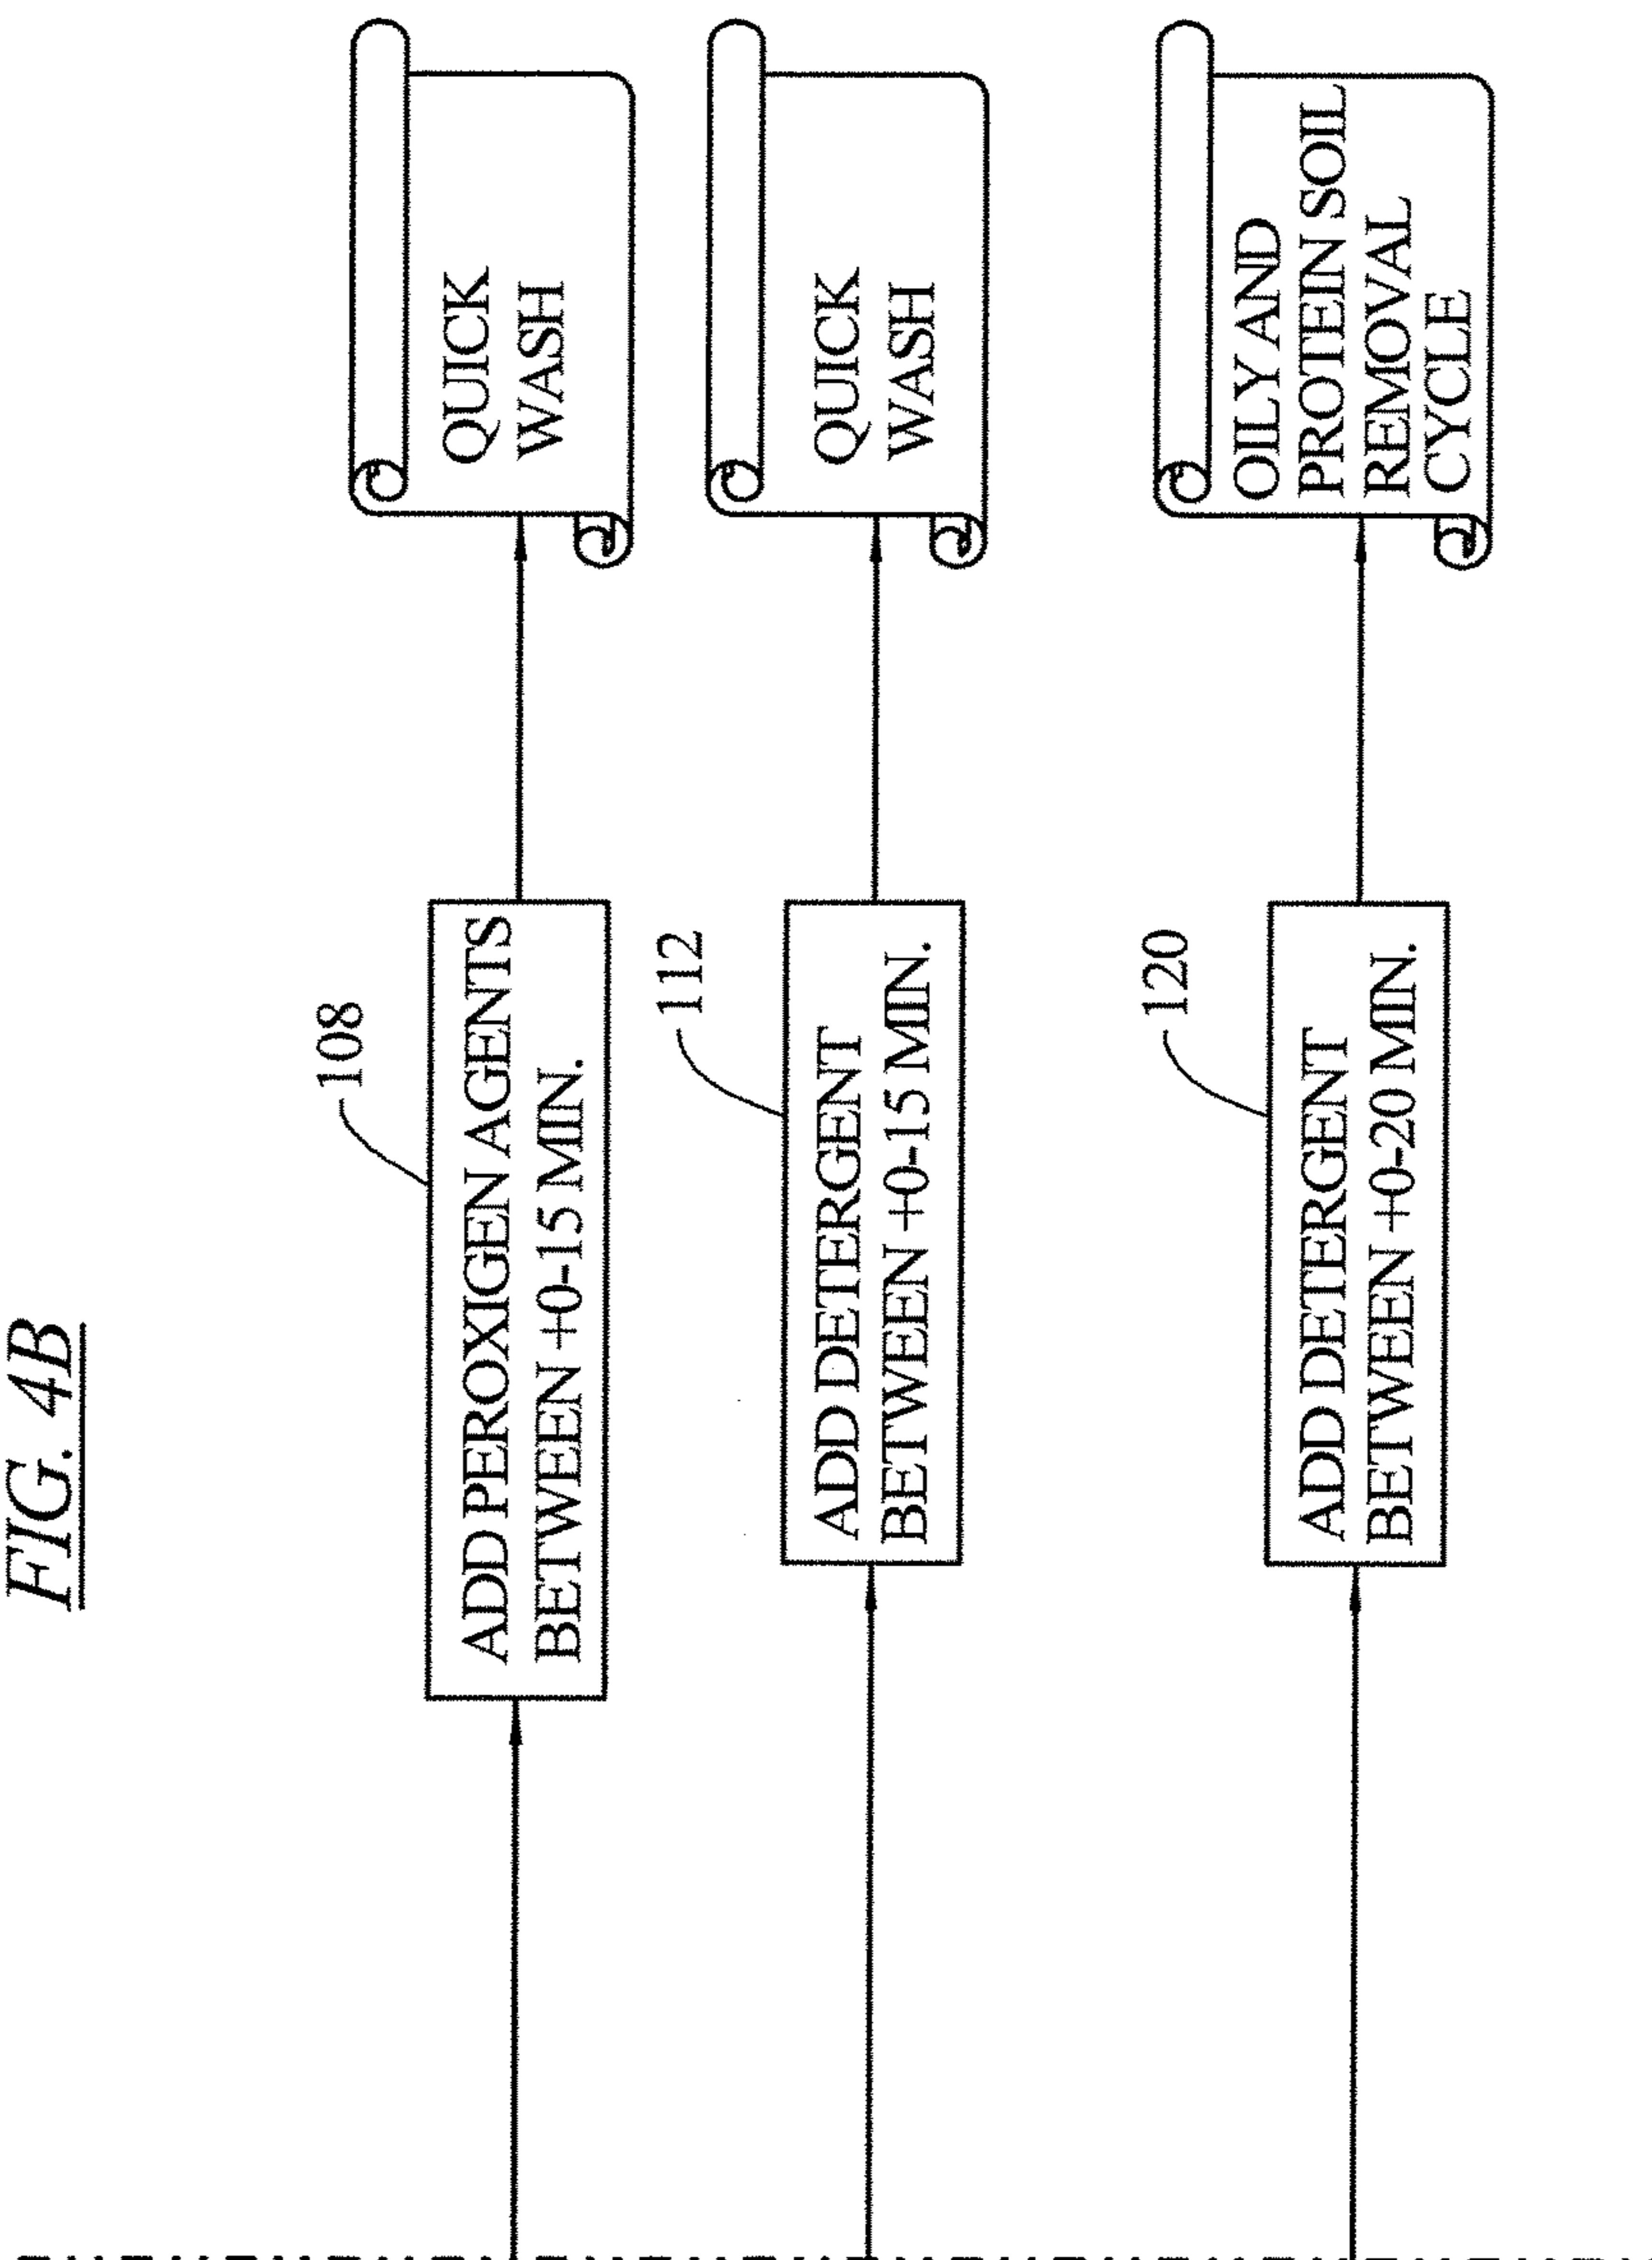 FIG. 4B
108
ADD PEROXIGEN AGENTS
BETWEEN +0-15 MIN.
QUICK
WASH
112
ADD DETERGENT
BETWEEN +0-15 MIN.
QUICK
WASH
120
ADD DETERGENT
BETWEEN +0-20 MIN.
OILY AND
PROTEIN SOIL
REMOVAL
CYCLE